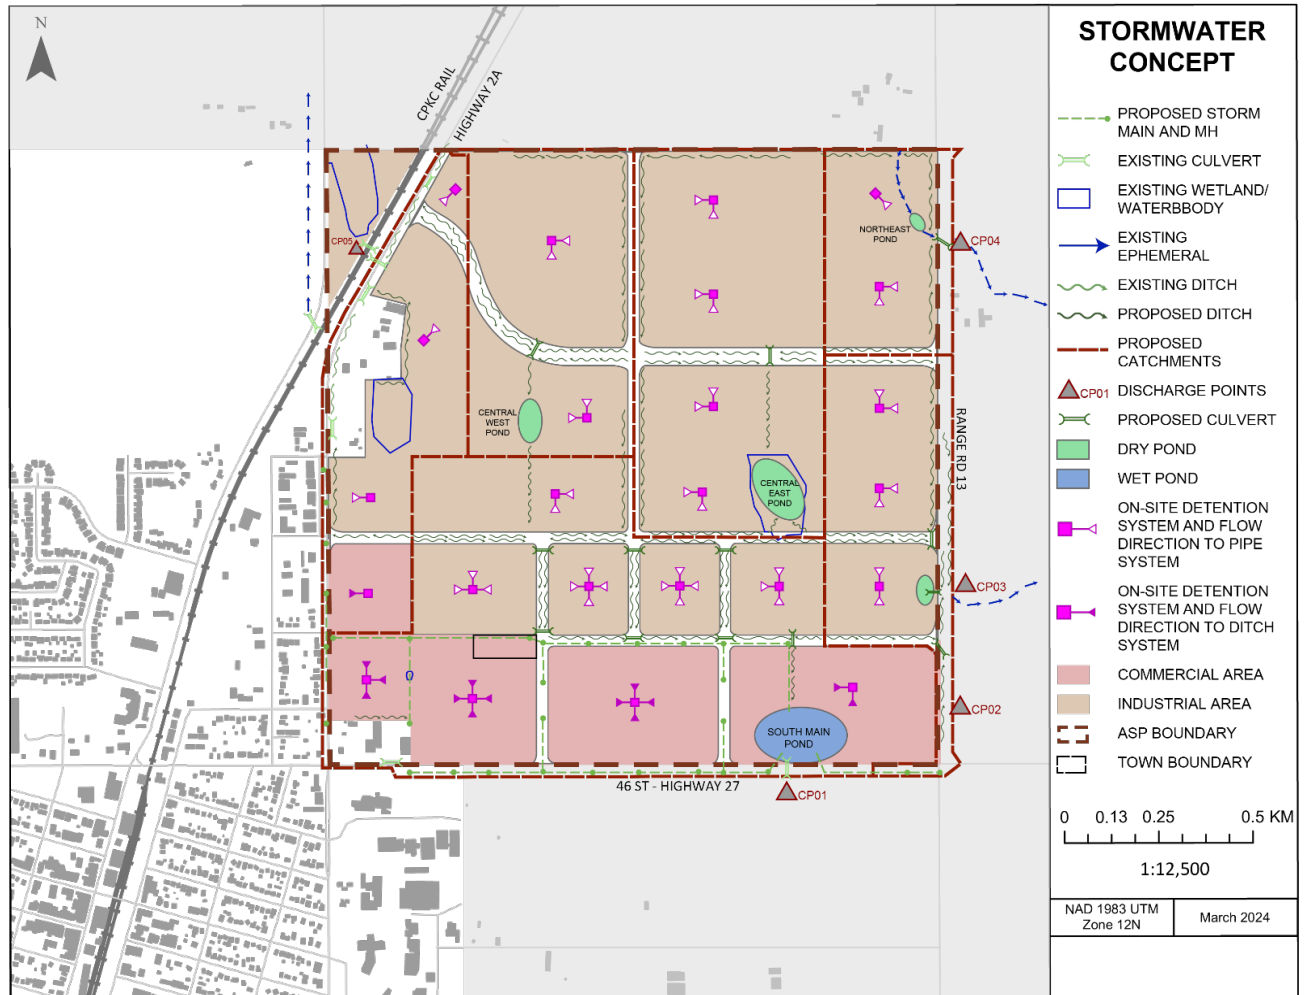 N
CPKC RAIL
HIGHWAY 2A
CP05
NORTHEAST
POND
CP04
CENTRAL
WEST
POND
RANGE RD 13
CENTRAL
EAST
POND
CP03
CP02
SOUTH MAIN
POND
46 ST - HIGHWAY 27
CP01
STORMWATER
CONCEPT
PROPOSED STORM
MAIN AND MH
EXISTING CULVERT
EXISTING WETLAND/
WATERBBODY
EXISTING
EPHEMERAL
EXISTING DITCH
PROPOSED DITCH
PROPOSED
CATCHMENTS
CP01 DISCHARGE POINTS
PROPOSED CULVERT
DRY POND
WET POND
ON-SITE DETENTION
SYSTEM AND FLOW
DIRECTION TO PIPE
SYSTEM
ON-SITE DETENTION
SYSTEM AND FLOW
DIRECTION TO DITCH
SYSTEM
COMMERCIAL AREA
INDUSTRIAL AREA
ASP BOUNDARY
TOWN BOUNDARY
0 0.13 0.25 0.5 KM
1:12,500
NAD 1983 UTM
Zone 12N
March 2024